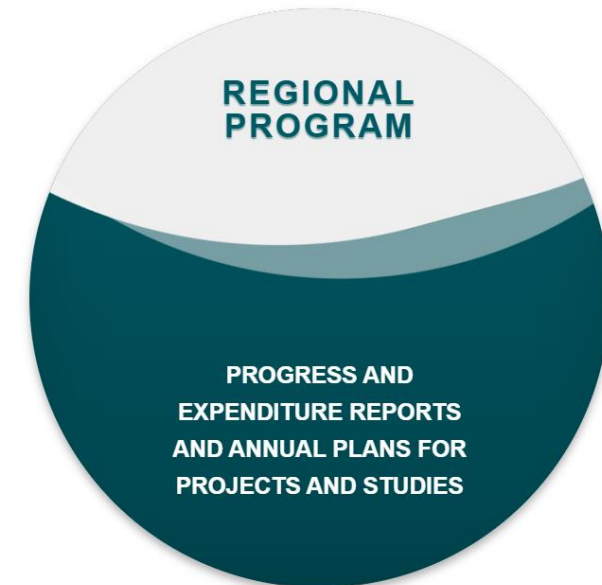 REGIONAL
PROGRAM
PROGRESS AND
EXPENDITURE REPORTS
AND ANNUAL PLANS FOR
PROJECTS AND STUDIES